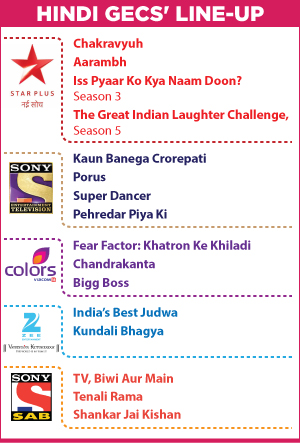 HINDI GECS' LINE-UP
STAR PLUS
नई सोच
Chakravyuh
Aarambh
Iss Pyaar Ko Kya Naam Doon?
Season 3
The Great Indian Laughter Challenge,
Season 5
SONY
S
ENTERTAINMENT
TELEVISION
Kaun Banega Crorepati
Porus
Super Dancer
Pehredar Piya Ki
colors
VIACOM18
Fear Factor: Khatron Ke Khiladi
Chandrakanta
Bigg Boss
ZEE
VASUDHAIVA KUTUMBAKAM
India's Best Judwa
Kundali Bhagya
SONY
S
SAB
TV, Biwi Aur Main
Tenali Rama
Shankar Jai Kishan